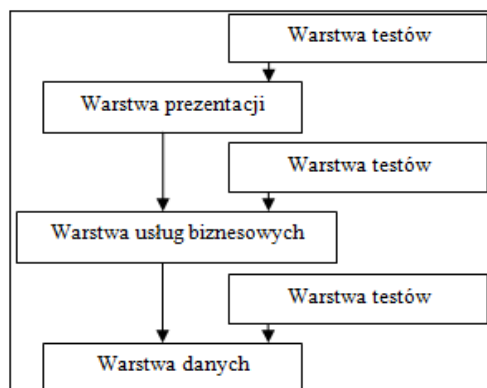 Warstwa testów
Warstwa prezentacji
Warstwa testów
Warstwa usług biznesowych
Warstwa testów
Warstwa danych